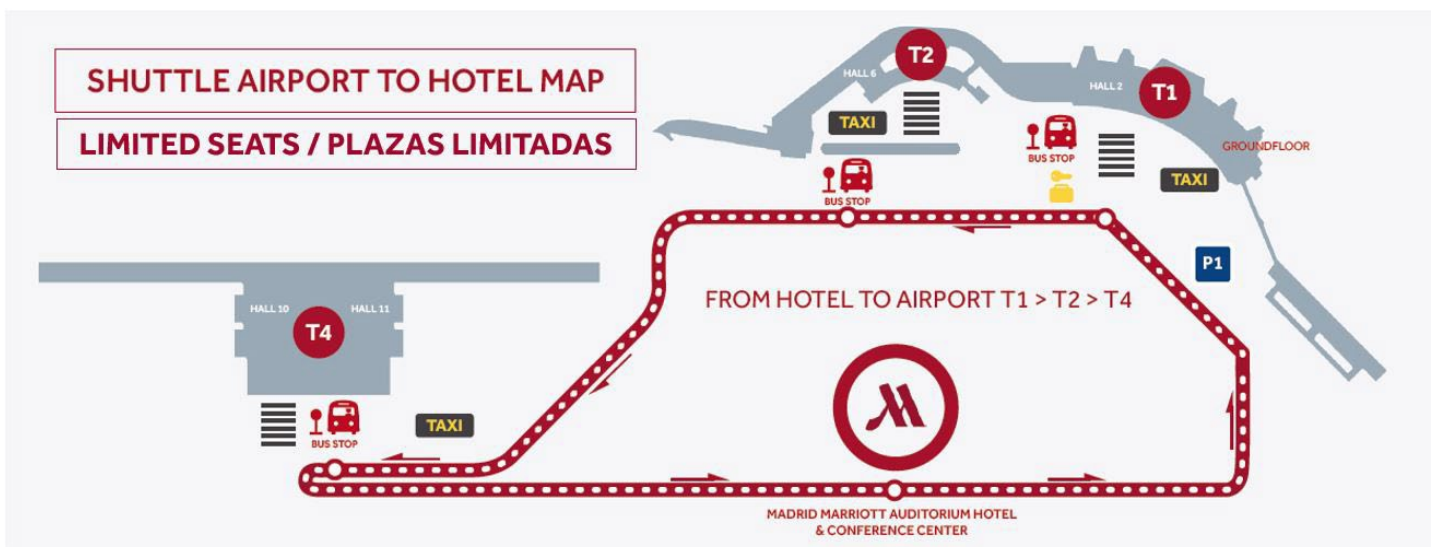 SHUTTLE AIRPORT TO HOTEL MAP
LIMITED SEATS / PLAZAS LIMITADAS
T2
HALL 6
TAXI
BUS STOP
HALL 2
T1
BUS STOP
GROUNDFLOOR
TAXI
P1
FROM HOTEL TO AIRPORT T1 > T2 > T4
HALL 10
HALL 11
T4
BUS STOP
TAXI
MADRID MARRIOTT AUDITORIUM HOTEL
& CONFERENCE CENTER